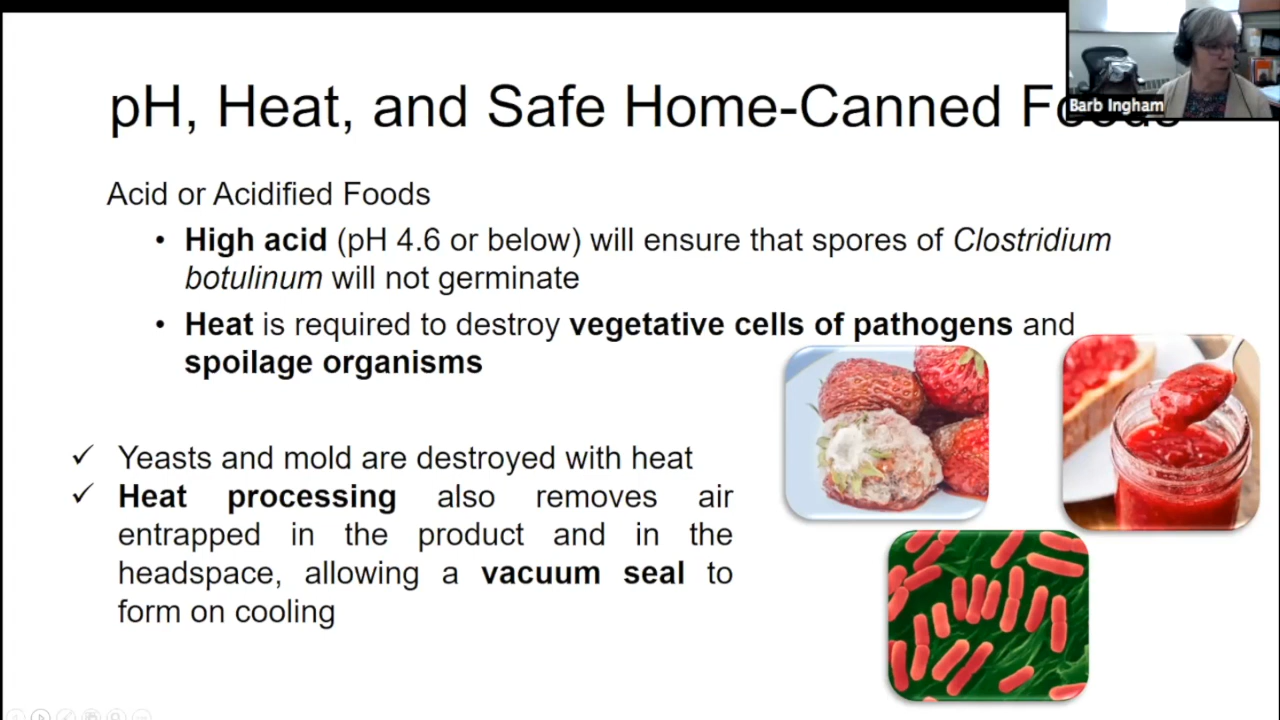 pH, Heat, and Safe Home-Canned Foods
Barb Ingham
Acid or Acidified Foods
• High acid (pH 4.6 or below) will ensure that spores of Clostridium
botulinum will not germinate
• Heat is required to destroy vegetative cells of pathogens and
spoilage organisms
✓ Yeasts and mold are destroyed with heat
✓ Heat processing also removes air
entrapped in the product and in the
headspace, allowing a vacuum seal to
form on cooling